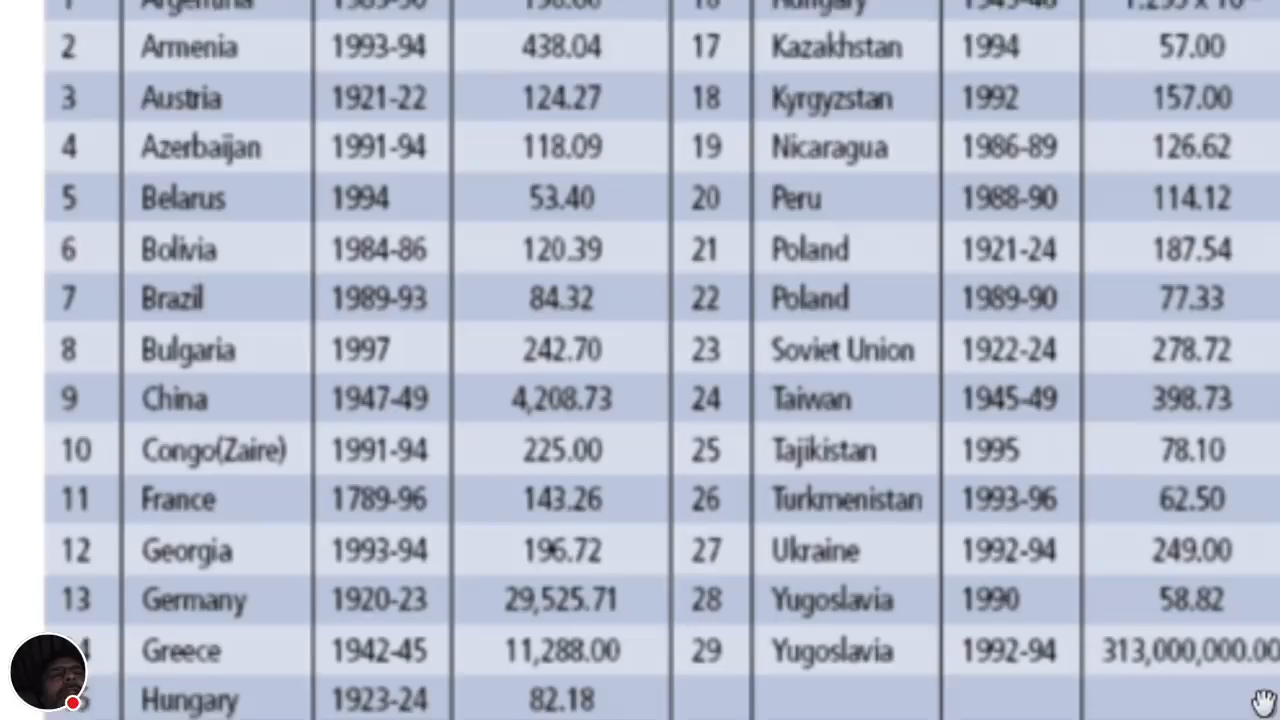 2 Armenia 1993-94 438.04 17 Kazakhstan 1994 57.00
3 Austria 1921-22 124.27 18 Kyrgyzstan 1992 157.00
4 Azerbaijan 1991-94 118.09 19 Nicaragua 1986-89 126.62
5 Belarus 1994 53.40 20 Peru 1988-90 114.12
6 Bolivia 1984-86 120.39 21 Poland 1921-24 187.54
7 Brazil 1989-93 84.32 22 Poland 1989-90 77.33
8 Bulgaria 1997 242.70 23 Soviet Union 1922-24 278.72
9 China 1947-49 4,208.73 24 Taiwan 1945-49 398.73
10 Congo(Zaire) 1991-94 225.00 25 Tajikistan 1995 78.10
11 France 1789-96 143.26 26 Turkmenistan 1993-96 62.50
12 Georgia 1993-94 196.72 27 Ukraine 1992-94 249.00
13 Germany 1920-23 29,525.71 28 Yugoslavia 1990 58.82
4 Greece 1942-45 11,288.00 29 Yugoslavia 1992-94 313,000,000.00
Hungary 1923-24 82.18